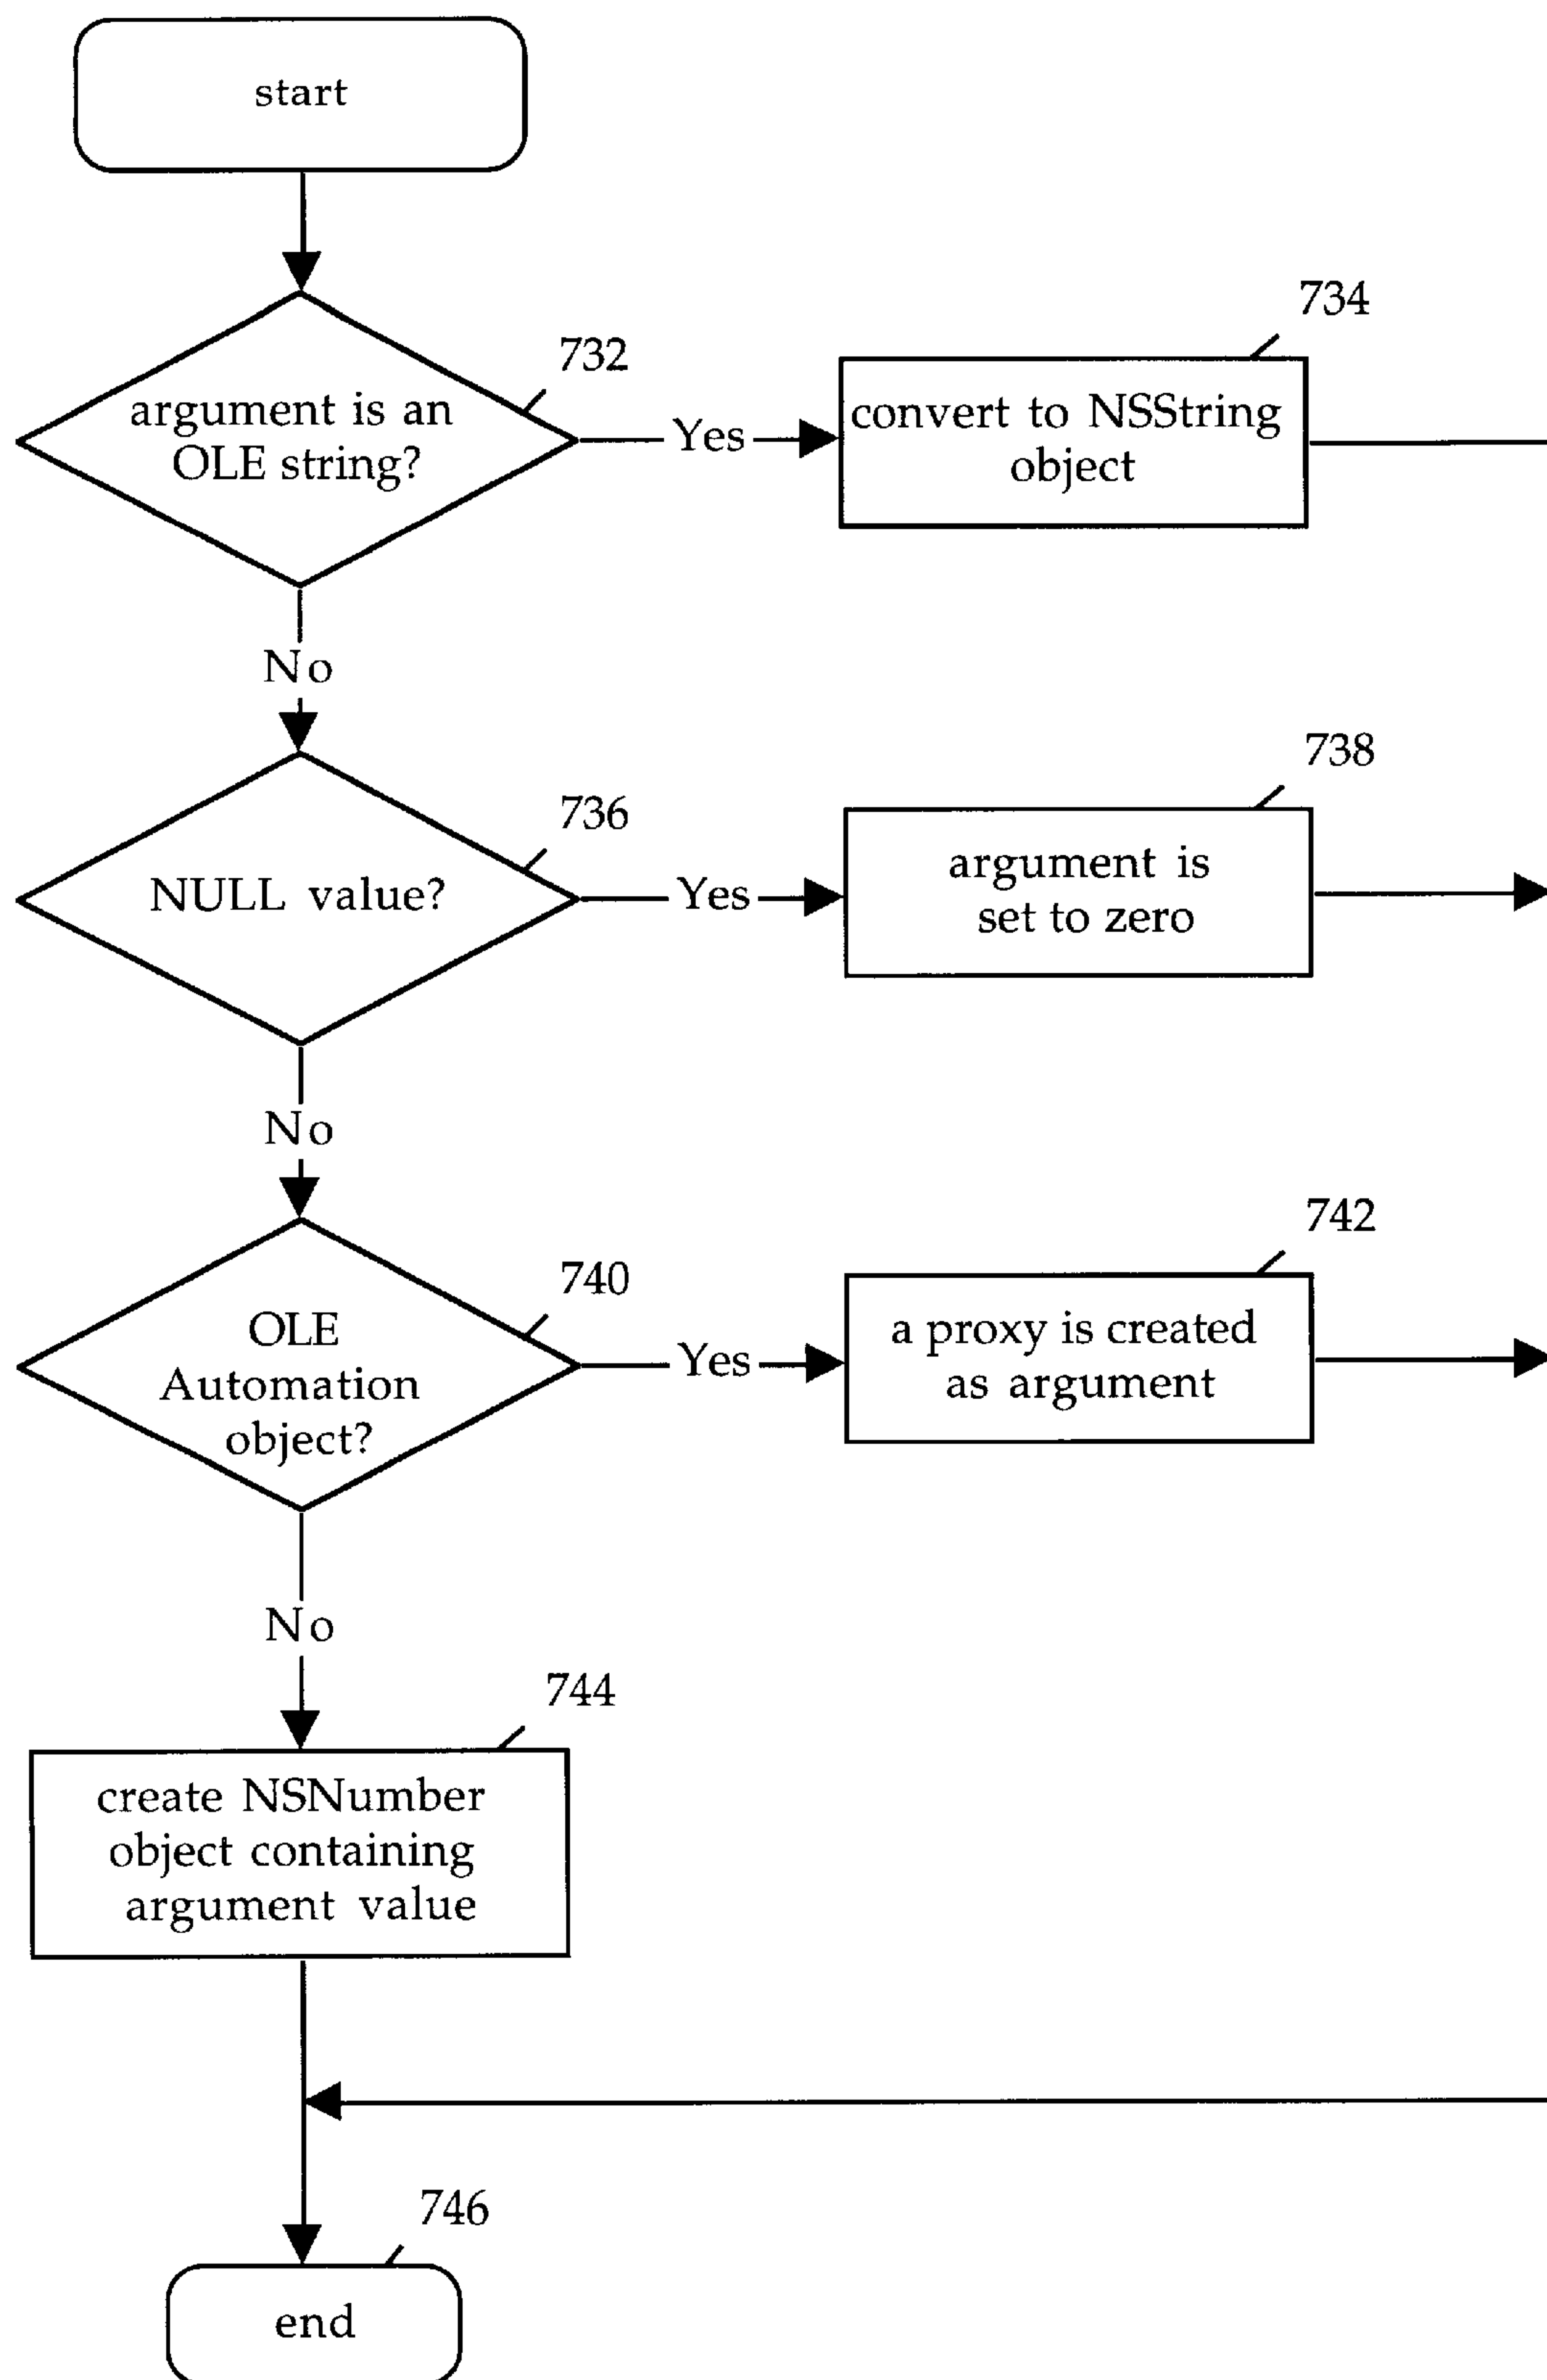 start
732
argument is an
OLE string?
Yes
734
convert to NSString
object
No
736
NULL value?
Yes
738
argument is
set to zero
No
740
OLE
Automation
object?
Yes
742
a proxy is created
as argument
No
744
create NSNumber
object containing
argument value
746
end